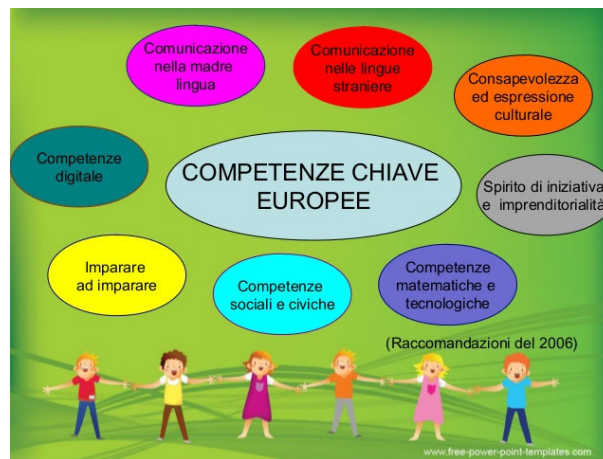 Comunicazione
nella madre
lingua
Comunicazione
nelle lingue
straniere
Consapevolezza
ed espressione
culturale
Competenze
digitale
COMPETENZE CHIAVE
EUROPEE
Spirito di iniziativa
e imprenditorialità
Imparare
ad imparare
Competenze
sociali e civiche
Competenze
matematiche e
tecnologiche
(Raccomandazioni del 2006)
www.free-power-point-templates.com